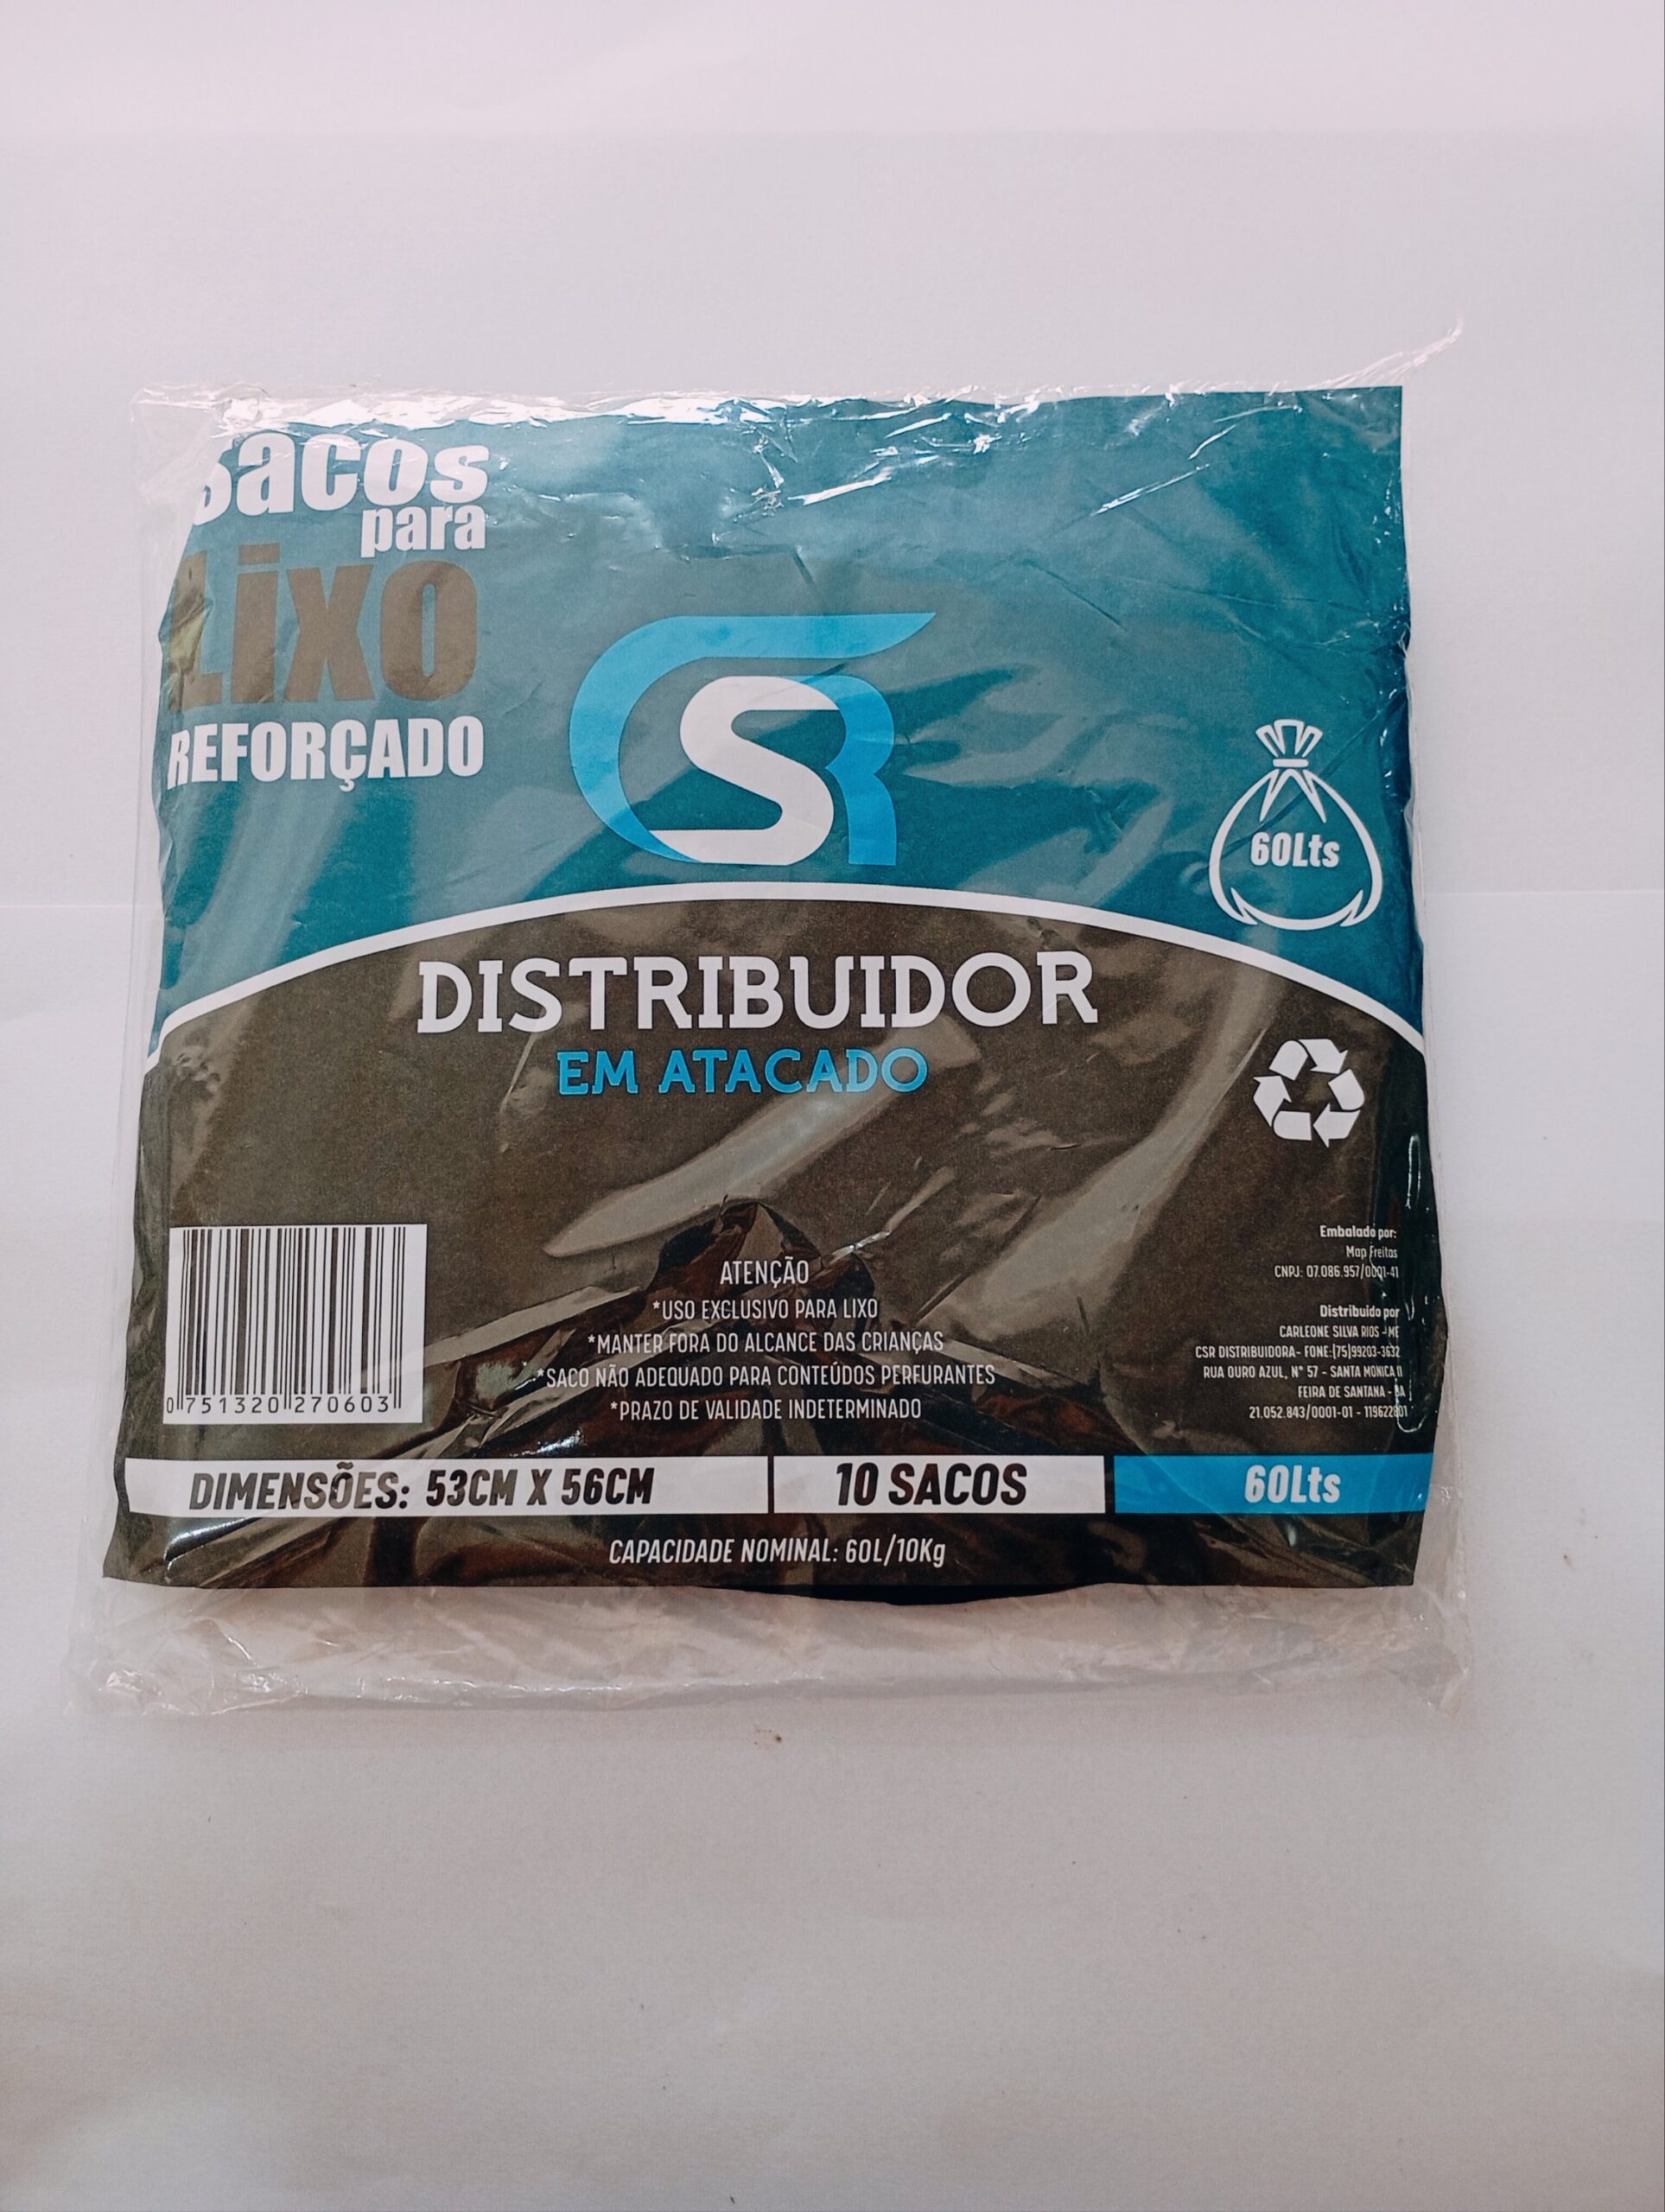 Sacos
para
Lixo
REFORÇADO
CSR
60Lts
DISTRIBUIDOR
EM ATACADO
Embalado por:
Map Freitas
CNPJ: 07.086.957/0001-41
Distribuido por
CARLEONE SILVA RIOS - ME
CSR DISTRIBUIDORA- FONE:(75)99203-3632
RUA OURO AZUL, N° 57 - SANTA MONICA II
FEIRA DE SANTANA - BA
21.052.843/0001-01 - 119622801
ATENÇÃO
*USO EXCLUSIVO PARA LIXO
*MANTER FORA DO ALCANCE DAS CRIANÇAS
*SACO NÃO ADEQUADO PARA CONTEÚDOS PERFURANTES
*PRAZO DE VALIDADE INDETERMINADO
0 751320 270603
DIMENSÕES: 53CM X 56CM
10 SACOS
60Lts
CAPACIDADE NOMINAL: 60L/10Kg